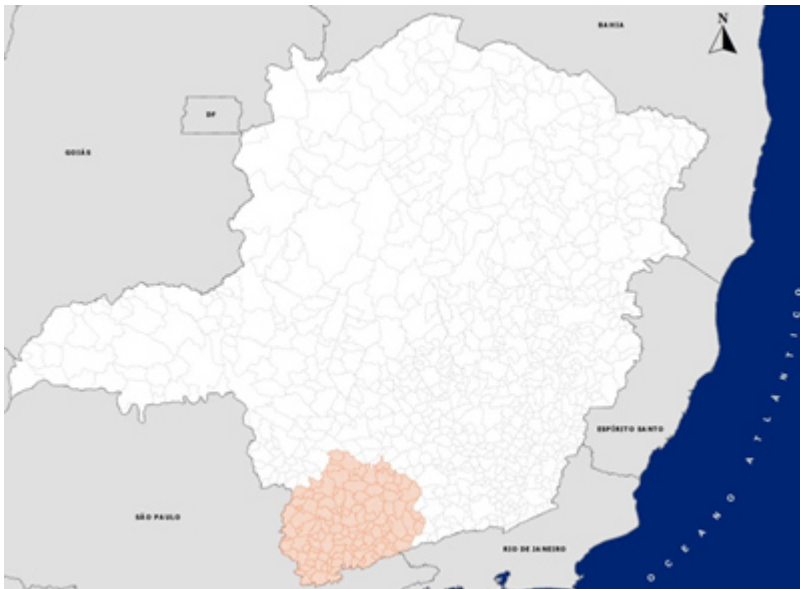 BAHIA
N
DF
GOIÁS
ESPÍRITO SANTO
SÃO PAULO
RIO DE JANEIRO
OCEANO ATLÂNTICO